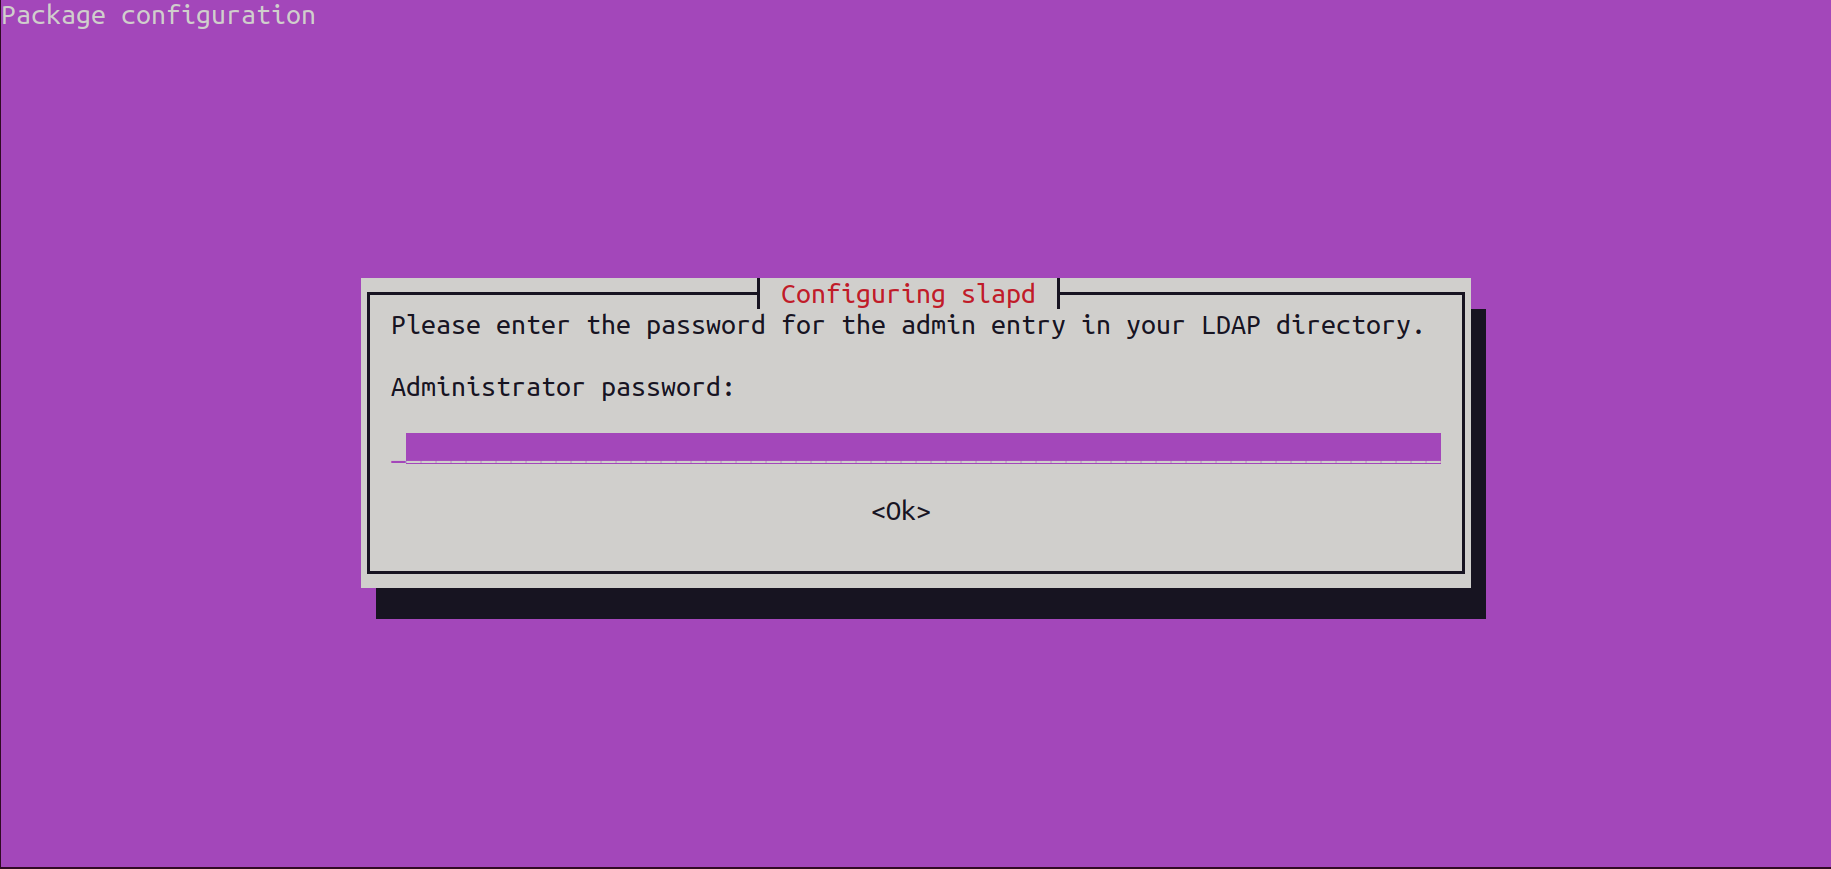 Package configuration
Configuring slapd
Please enter the password for the admin entry in your LDAP directory.
Administrator password:
<Ok>